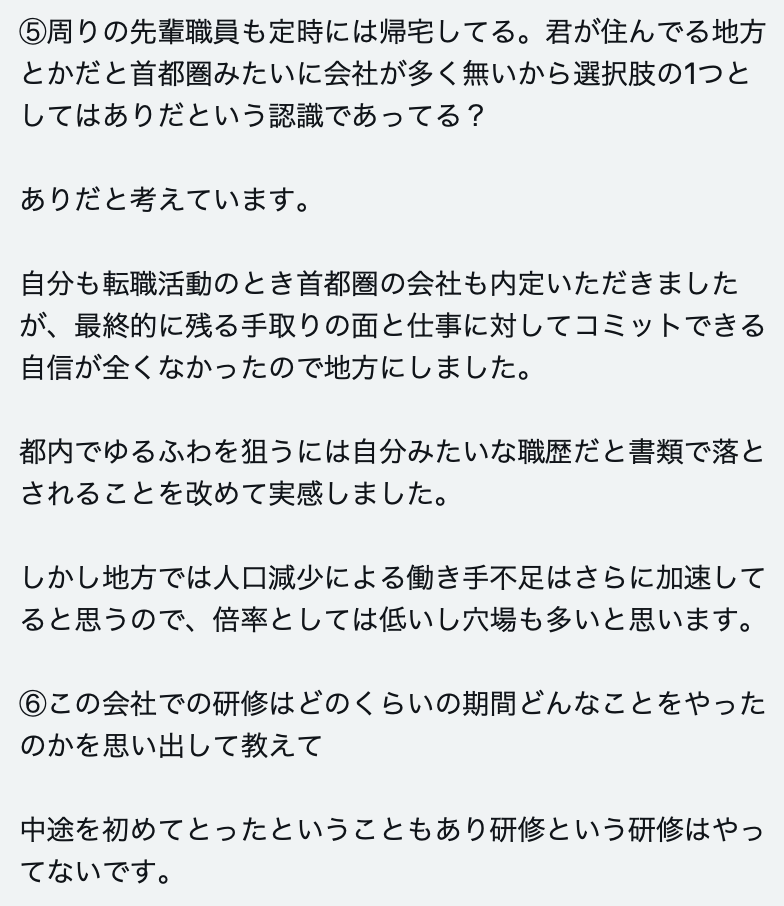 ⑤周りの先輩職員も定時には帰宅してる。君が住んでる地方
とかだと首都圏みたいに会社が多く無いから選択肢の1つと
してはありだという認識であってる？
ありだと考えています。
自分も転職活動のとき首都圏の会社も内定いただきました
が、最終的に残る手取りの面と仕事に対してコミットできる
自信が全くなかったので地方にしました。
都内でゆるふわを狙うには自分みたいな職歴だと書類で落と
されることを改めて実感しました。
しかし地方では人口減少による働き手不足はさらに加速して
ると思うので、倍率としては低いし穴場も多いと思います。
⑥この会社での研修はどのくらいの期間どんなことをやった
のかを思い出して教えて
中途を初めてとったということもあり研修という研修はやっ
てないです。